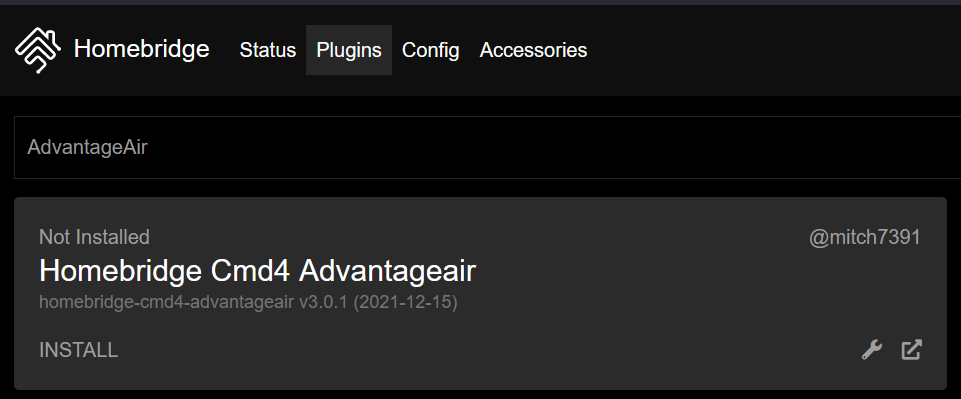 Homebridge Status Plugins Config Accessories
AdvantageAir
Not Installed @mitch7391
Homebridge Cmd4 Advantageair
homebridge-cmd4-advantageair v3.0.1 (2021-12-15)
INSTALL